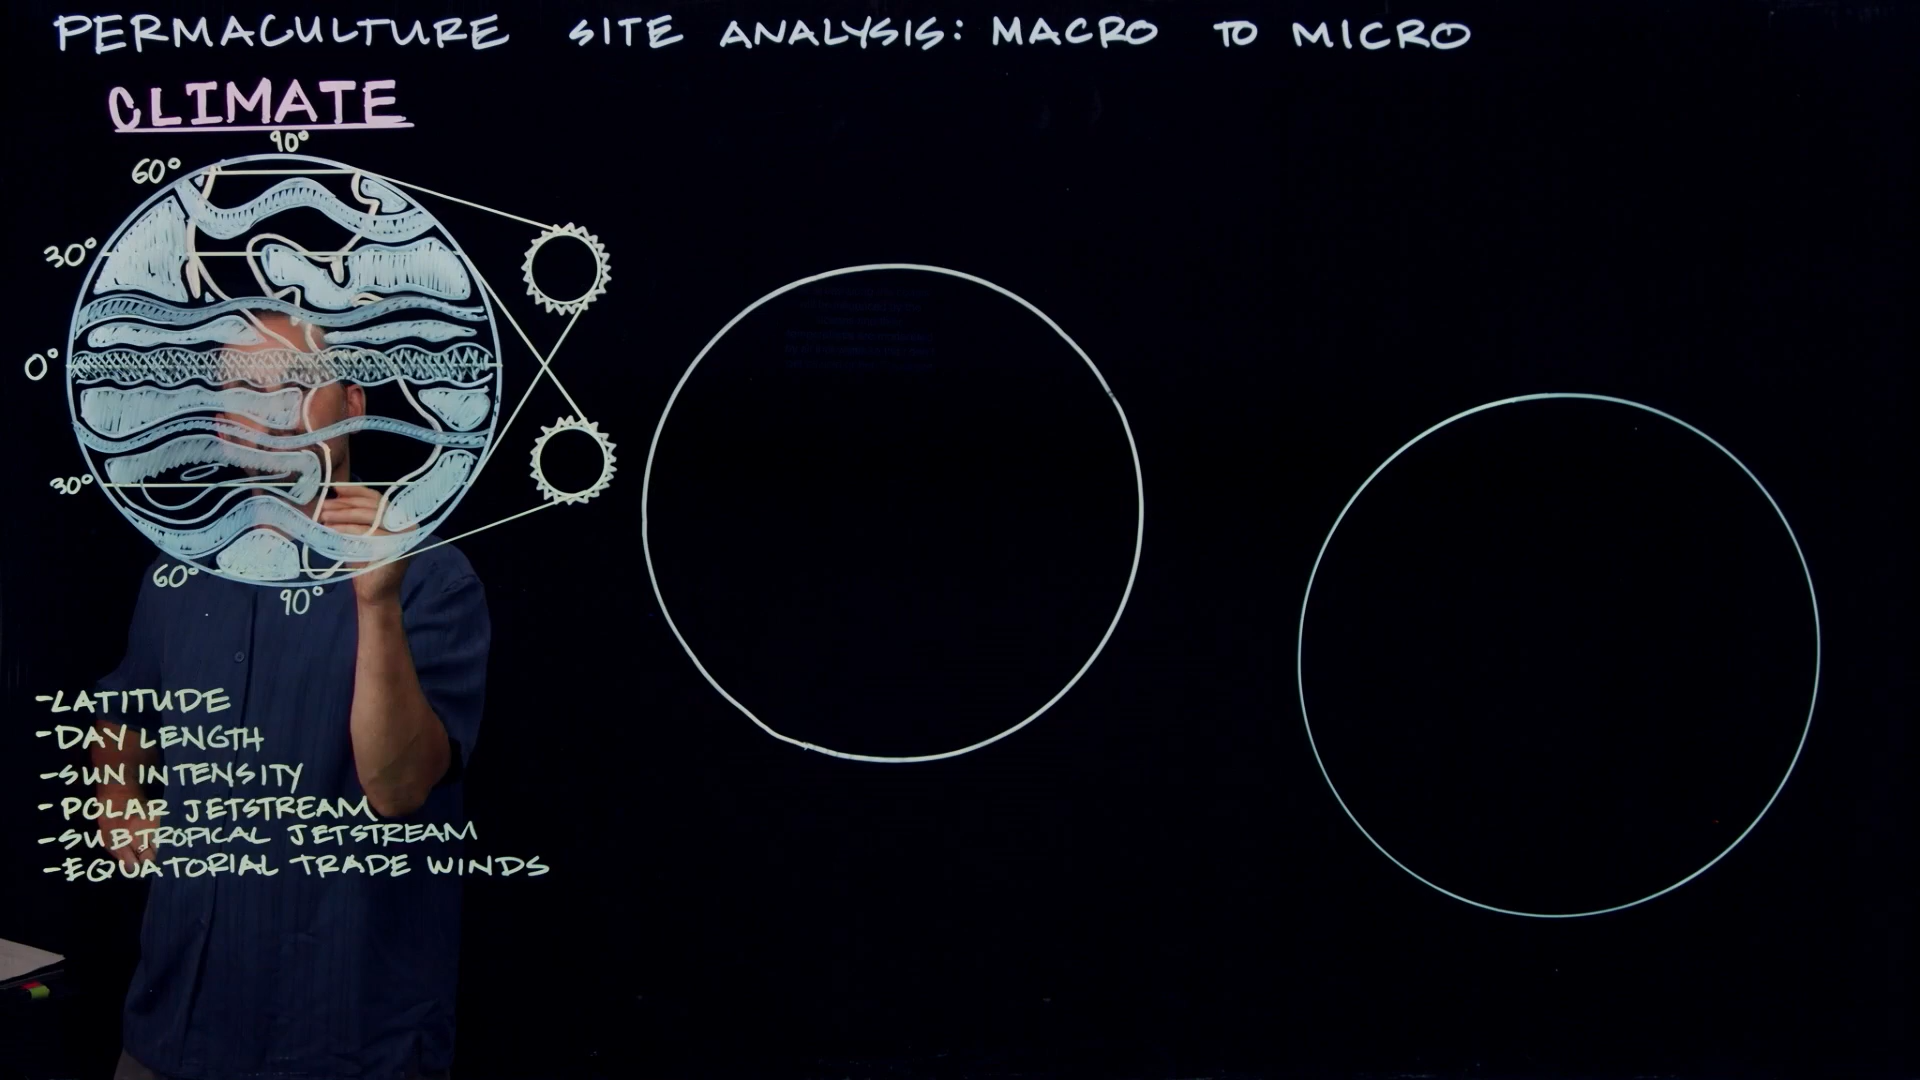 PERMACULTURE SITE ANALYSIS: MACRO TO MICRO
CLIMATE
90°
60°
30°
0°
30°
60°
90°
-LATITUDE
-DAY LENGTH
-SUN INTENSITY
-POLAR JETSTREAM
-SUBTROPICAL JETSTREAM
-EQUATORIAL TRADE WINDS